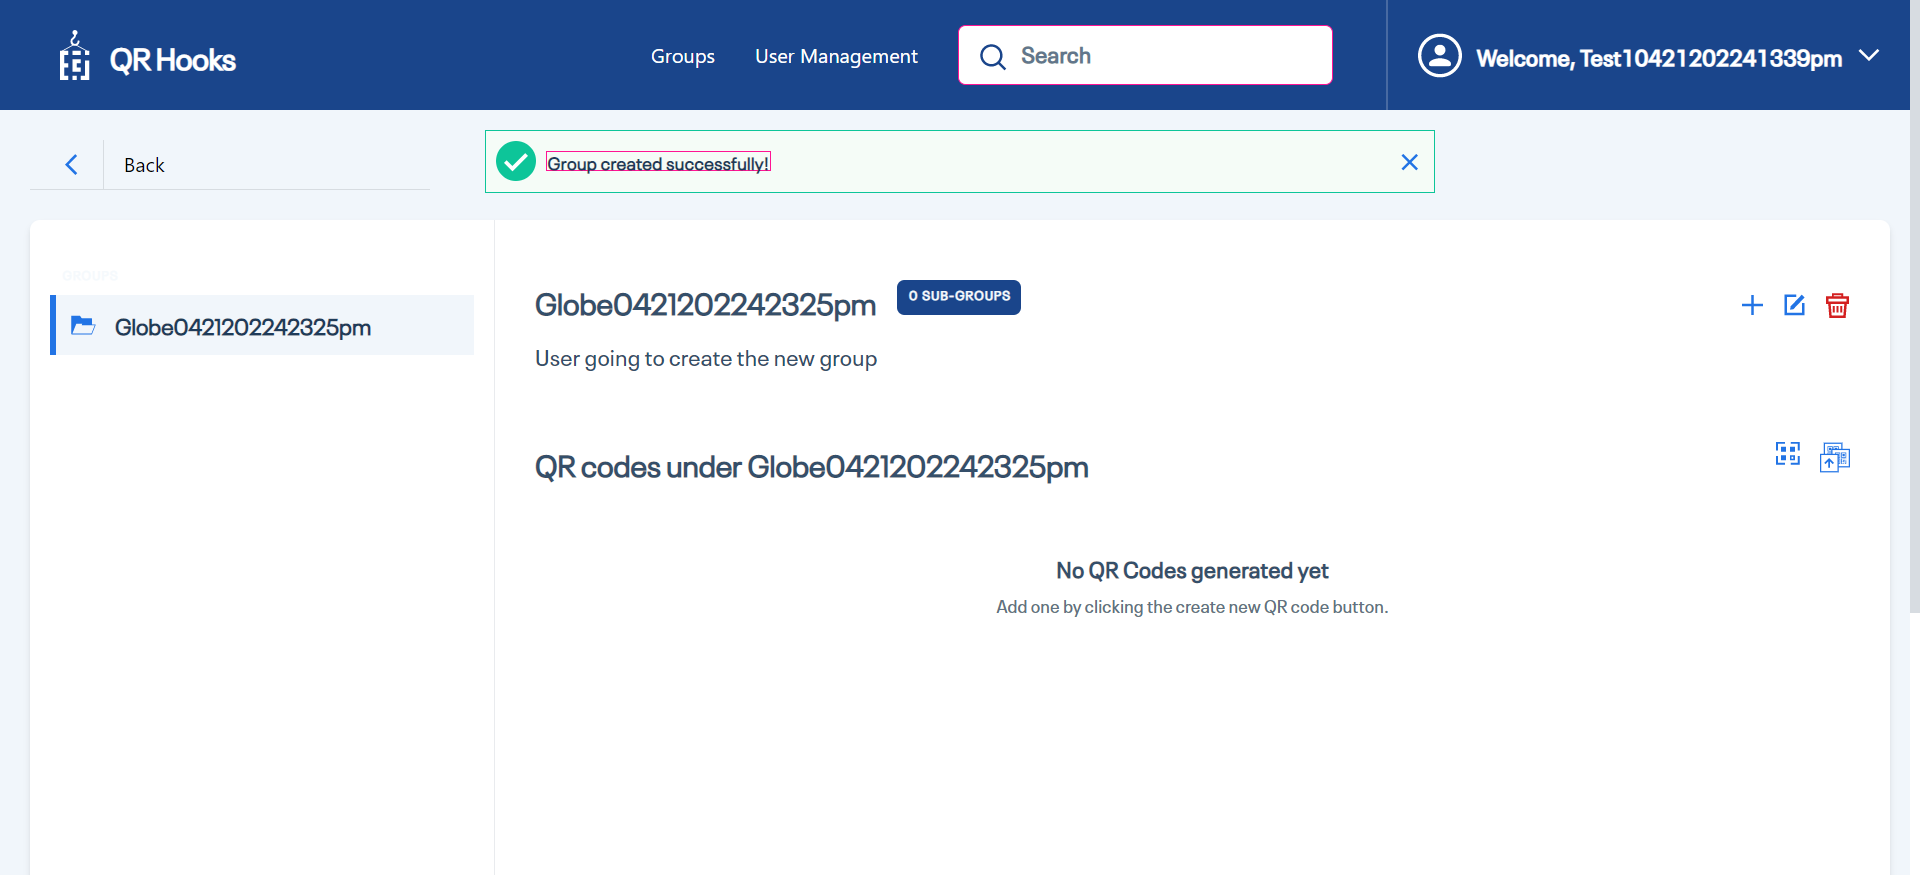 QR Hooks
Groups
User Management
Search
Welcome, Test10421202241339pm
Back
Group created successfully!
GROUPS
Globe0421202242325pm
Globe0421202242325pm
0 SUB-GROUPS
User going to create the new group
QR codes under Globe0421202242325pm
No QR Codes generated yet
Add one by clicking the create new QR code button.